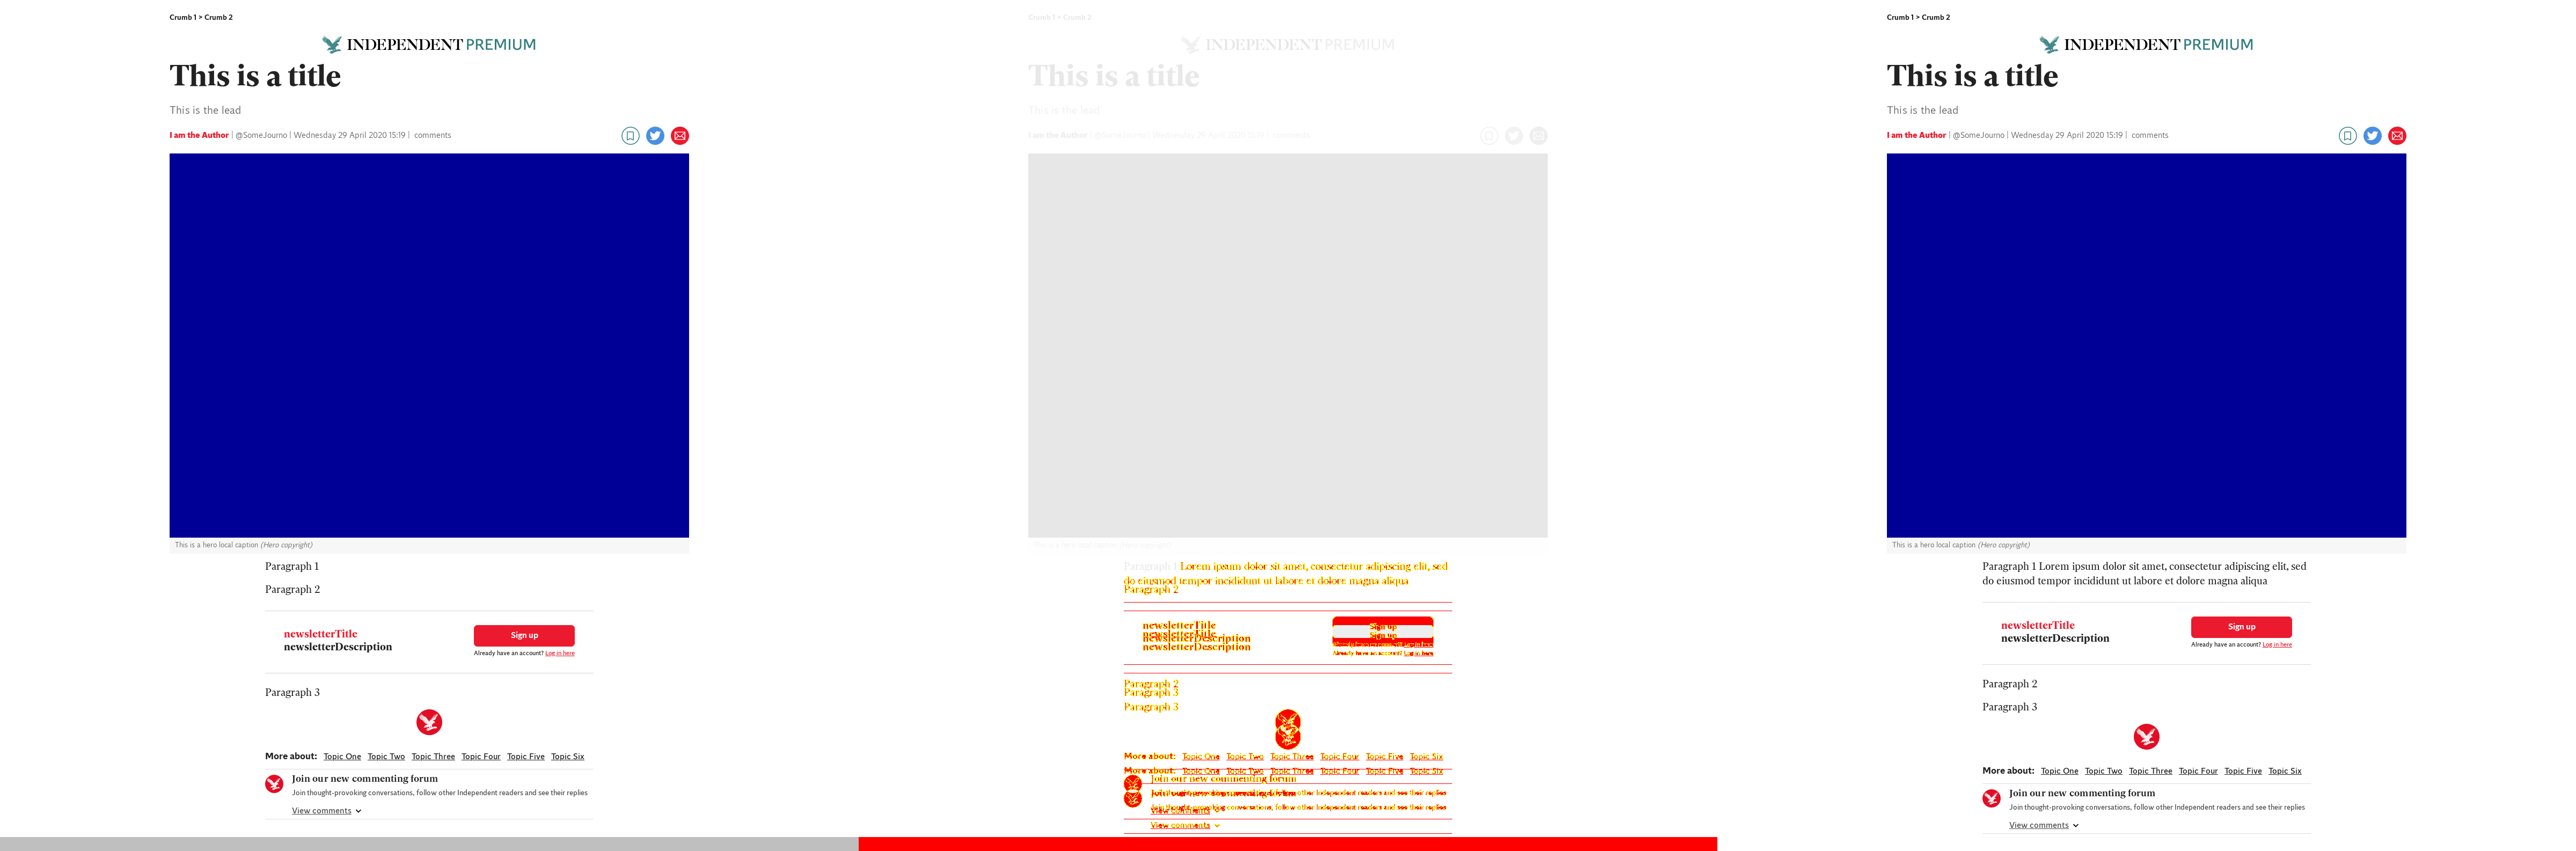 Crumb 1 > Crumb 2
INDEPENDENT PREMIUM
This is a title
This is the lead
I am the Author | @SomeJourno | Wednesday 29 April 2020 15:19 | comments
This is a hero local caption (Hero copyright)
Paragraph 1
Paragraph 2
newsletterTitle
newsletterDescription
Sign up
Already have an account? Log in here
Paragraph 3
More about: Topic One Topic Two Topic Three Topic Four Topic Five Topic Six
Join our new commenting forum
Join thought-provoking conversations, follow other Independent readers and see their replies
View comments
Crumb 1 > Crumb 2
INDEPENDENT PREMIUM
This is a title
This is the lead
I am the Author | @SomeJourno | Wednesday 29 April 2020 15:19 | comments
This is a hero local caption (Hero copyright)
Paragraph 1 Lorem ipsum dolor sit amet, consectetur adipiscing elit, sed
do eiusmod tempor incididunt ut labore et dolore magna aliqua
Paragraph 2
newsletterTitle
newsletterTitle
newsletterDescription
newsletterDescription
Sign up
Sign up
Already have an account? Log in here
Paragraph 2
Paragraph 3
Paragraph 3
More about: Topic One Topic Two Topic Three Topic Four Topic Five Topic Six
More about: Topic One Topic Two Topic Three Topic Four Topic Five Topic Six
Join our new commenting forum
Join thought-provoking conversations, follow other Independent readers and see their replies
View comments
View comments
Crumb 1 > Crumb 2
INDEPENDENT PREMIUM
This is a title
This is the lead
I am the Author | @SomeJourno | Wednesday 29 April 2020 15:19 | comments
This is a hero local caption (Hero copyright)
Paragraph 1 Lorem ipsum dolor sit amet, consectetur adipiscing elit, sed
do eiusmod tempor incididunt ut labore et dolore magna aliqua
newsletterTitle
newsletterDescription
Sign up
Already have an account? Log in here
Paragraph 2
Paragraph 3
More about: Topic One Topic Two Topic Three Topic Four Topic Five Topic Six
Join our new commenting forum
Join thought-provoking conversations, follow other Independent readers and see their replies
View comments